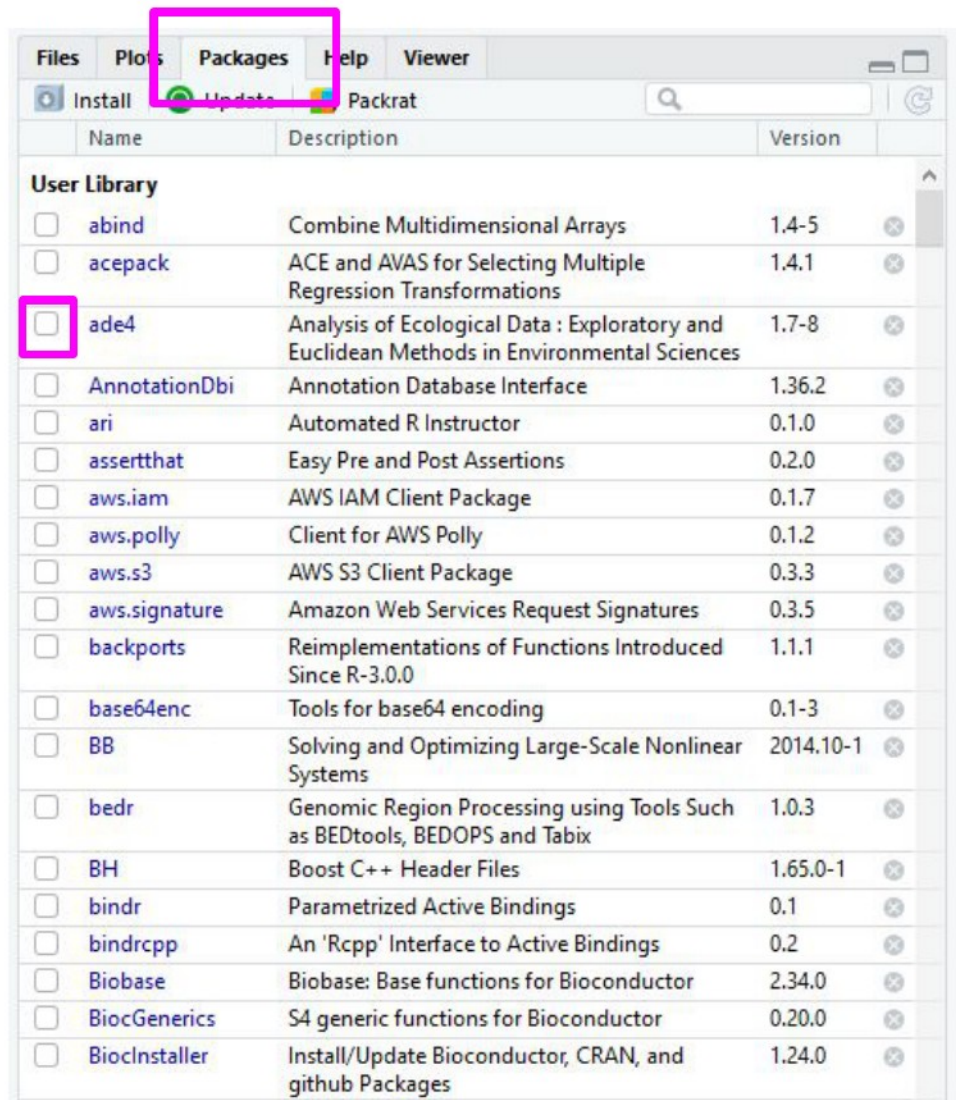 Files Plots Packages Help Viewer
Install Update Packrat
Name Description Version
User Library
abind Combine Multidimensional Arrays 1.4-5
acepack ACE and AVAS for Selecting Multiple 1.4.1
Regression Transformations
ade4 Analysis of Ecological Data : Exploratory and 1.7-8
Euclidean Methods in Environmental Sciences
AnnotationDbi Annotation Database Interface 1.36.2
ari Automated R Instructor 0.1.0
assertthat Easy Pre and Post Assertions 0.2.0
aws.iam AWS IAM Client Package 0.1.7
aws.polly Client for AWS Polly 0.1.2
aws.s3 AWS S3 Client Package 0.3.3
aws.signature Amazon Web Services Request Signatures 0.3.5
backports Reimplementations of Functions Introduced 1.1.1
Since R-3.0.0
base64enc Tools for base64 encoding 0.1-3
BB Solving and Optimizing Large-Scale Nonlinear 2014.10-1
Systems
bedr Genomic Region Processing using Tools Such 1.0.3
as BEDtools, BEDOPS and Tabix
BH Boost C++ Header Files 1.65.0-1
bindr Parametrized Active Bindings 0.1
bindrcpp An 'Rcpp' Interface to Active Bindings 0.2
Biobase Biobase: Base functions for Bioconductor 2.34.0
BiocGenerics S4 generic functions for Bioconductor 0.20.0
BiocInstaller Install/Update Bioconductor, CRAN, and 1.24.0
github Packages